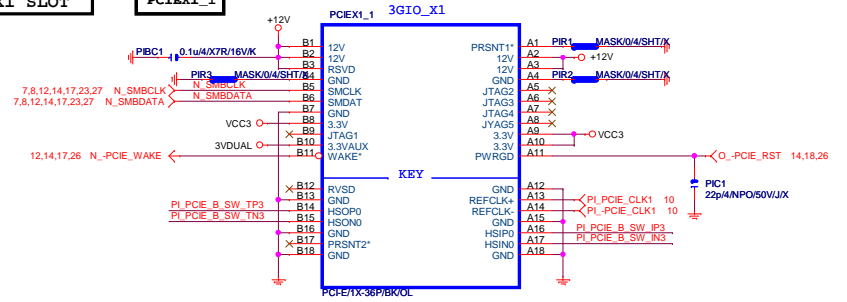 X1 SLOT
PCIEX1_1
PCIEX1_1 3GIO_X1
+12V
B1 12V PRSNT1* A1 PIR1 MASK/0/4/SHT/X
PIBC1 0.1u/4/X7R/16V/K B2 12V 12V A2 +12V
B3 RSVD 12V A3
PIR3 MASK/0/4/SHT/X B4 GND GND A4 PIR2 MASK/0/4/SHT/X
7,8,12,14,17,23,27 N_SMBCLK N_SMBCLK B5 SMCLK JTAG2 A5
7,8,12,14,17,23,27 N_SMBDATA N_SMBDATA B6 SMDAT JTAG3 A6
B7 GND JTAG4 A7
VCC3 B8 3.3V JYAG5 A8
B9 JTAG1 3.3V A9 VCC3
3VDUAL B10 3.3VAUX 3.3V A10
12,14,17,26 N_-PCIE_WAKE B11 WAKE* PWRGD A11 O_-PCIE_RST 14,18,26
KEY
PIC1
22p/4/NPO/50V/J/X
B12 RVSD GND A12
B13 GND REFCLK+ A13 PI_PCIE_CLK1 10
PI_PCIE_B_SW_TP3 B14 HSOP0 REFCLK- A14 PI_-PCIE_CLK1 10
PI_PCIE_B_SW_TN3 B15 HSON0 GND A15
B16 GND HSIP0 A16 PI_PCIE_B_SW_IP3
B17 PRSNT2* HSIN0 A17 PI_PCIE_B_SW_IN3
B18 GND GND A18
PCI-E/1X-36P/BK/OL